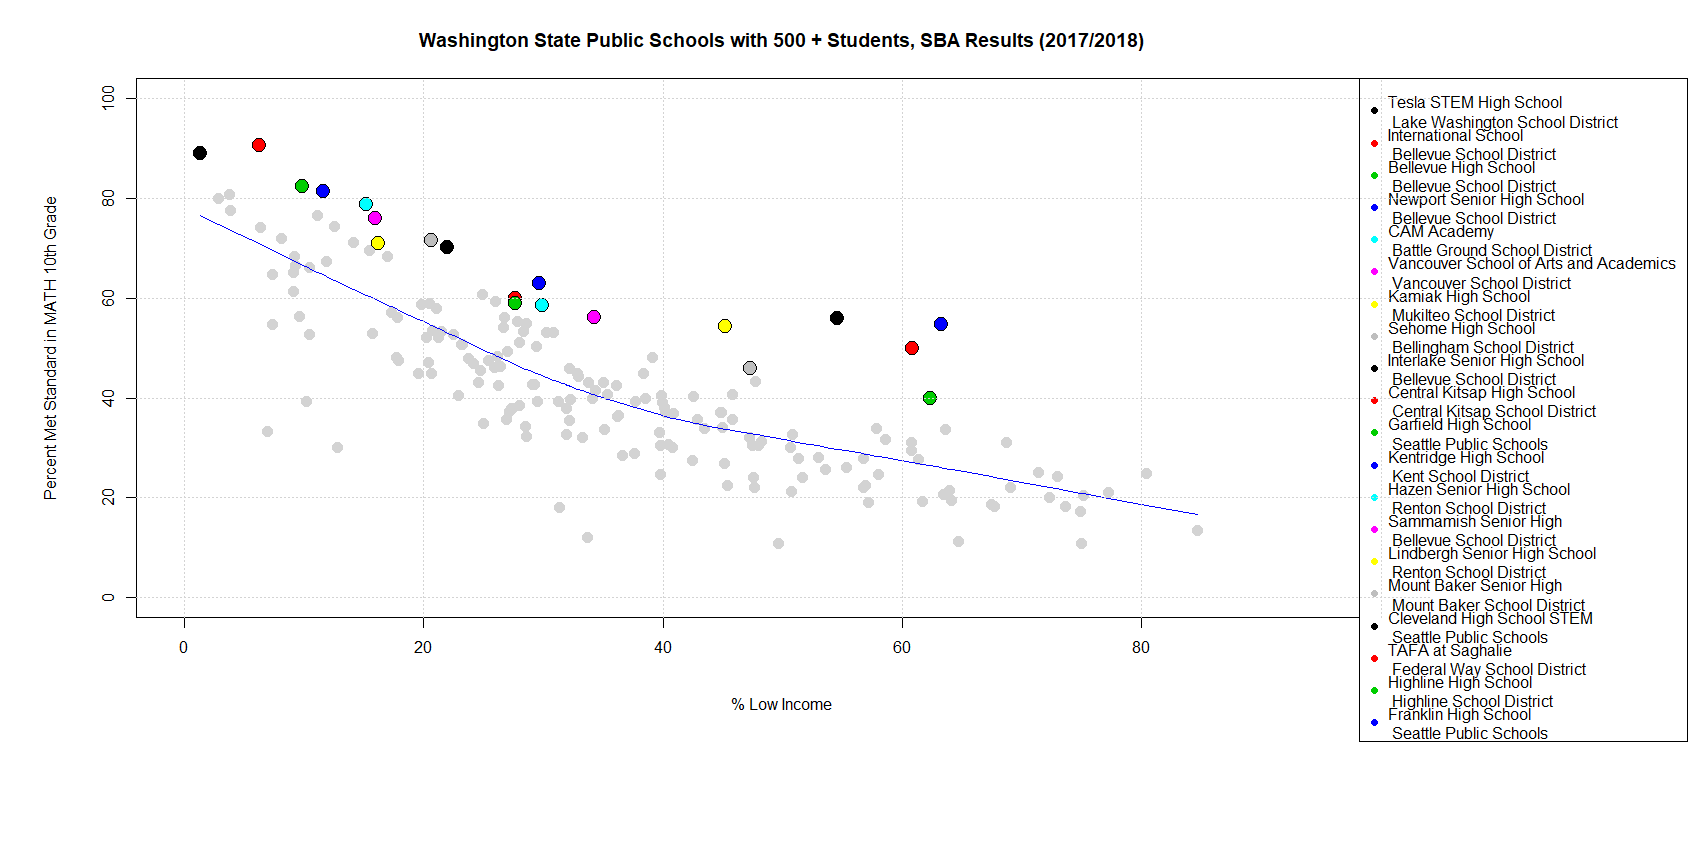 Washington State Public Schools with 500 + Students, SBA Results (2017/2018)
Percent Met Standard in MATH 10th Grade
100
80
60
40
20
0
0
20
40
60
80
% Low Income
Tesla STEM High School
Lake Washington School District
International School
Bellevue School District
Bellevue High School
Bellevue School District
Newport Senior High School
Bellevue School District
CAM Academy
Battle Ground School District
Vancouver School of Arts and Academics
Vancouver School District
Kamiak High School
Mukilteo School District
Sehome High School
Bellingham School District
Interlake Senior High School
Bellevue School District
Central Kitsap High School
Central Kitsap School District
Garfield High School
Seattle Public Schools
Kentridge High School
Kent School District
Hazen Senior High School
Renton School District
Sammamish Senior High
Bellevue School District
Lindbergh Senior High School
Renton School District
Mount Baker Senior High
Mount Baker School District
Cleveland High School STEM
Seattle Public Schools
TAFA at Saghalie
Federal Way School District
Highline High School
Highline School District
Franklin High School
Seattle Public Schools